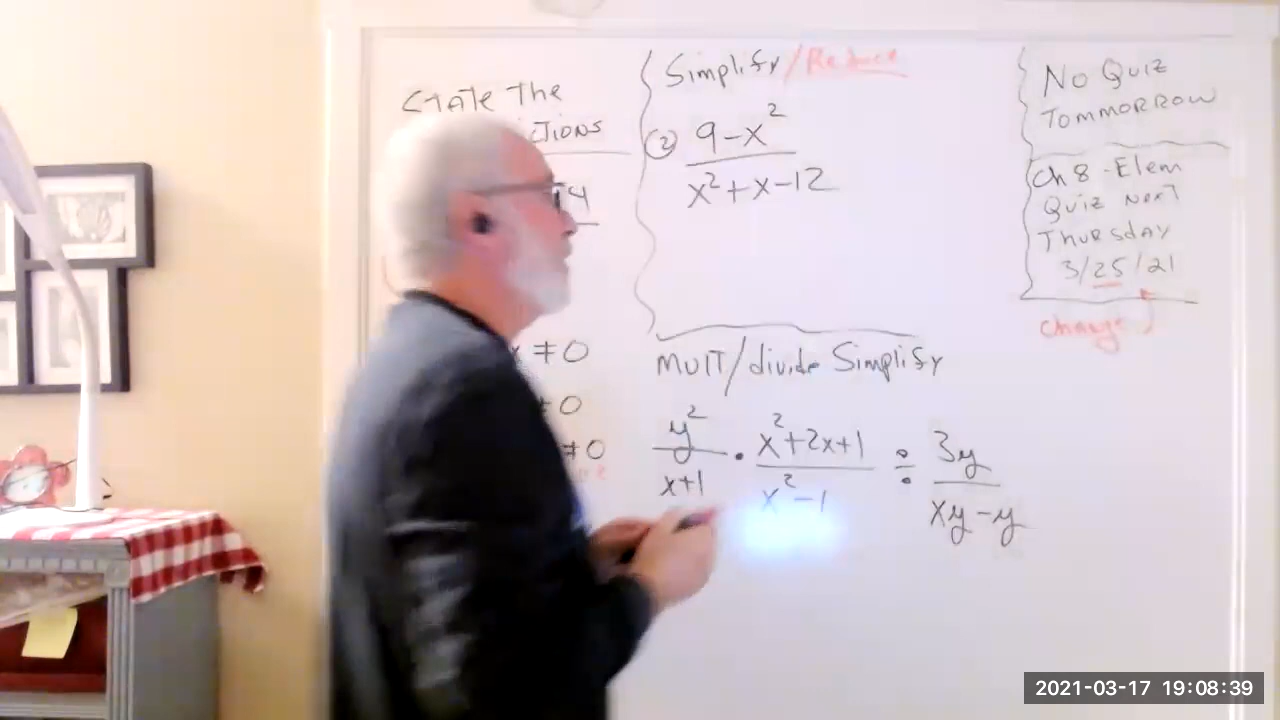 STATE THE
x ≠ 0
≠ 0
≠ 0
Simplify/Reduce
② 9-x²
x²+x-12
MULT/divide Simplify
y² · x²+2x+1 ÷ 3y
x+1 x²-1 xy-y
No Quiz
TOMMORROW
Ch 8 - Elem
Quiz Next
Thursday
3/25/21
change
2021-03-17 19:08:39